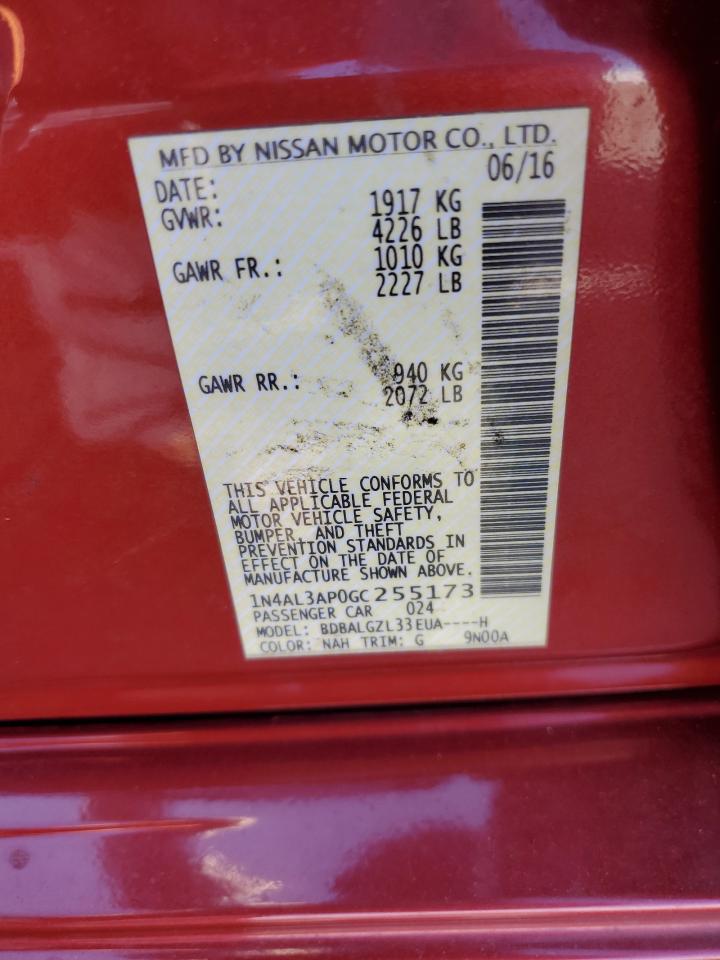 MFD BY NISSAN MOTOR CO., LTD.
DATE: 06/16
GVWR: 1917 KG
4226 LB
GAWR FR.: 1010 KG
2227 LB
GAWR RR.: 940 KG
2072 LB
THIS VEHICLE CONFORMS TO
ALL APPLICABLE FEDERAL
MOTOR VEHICLE SAFETY,
BUMPER, AND THEFT
PREVENTION STANDARDS IN
EFFECT ON THE DATE OF
MANUFACTURE SHOWN ABOVE.
1N4AL3AP0GC255173
PASSENGER CAR 024
MODEL: BDBALGZL33EUA----H
COLOR: NAH TRIM: G 9N00A